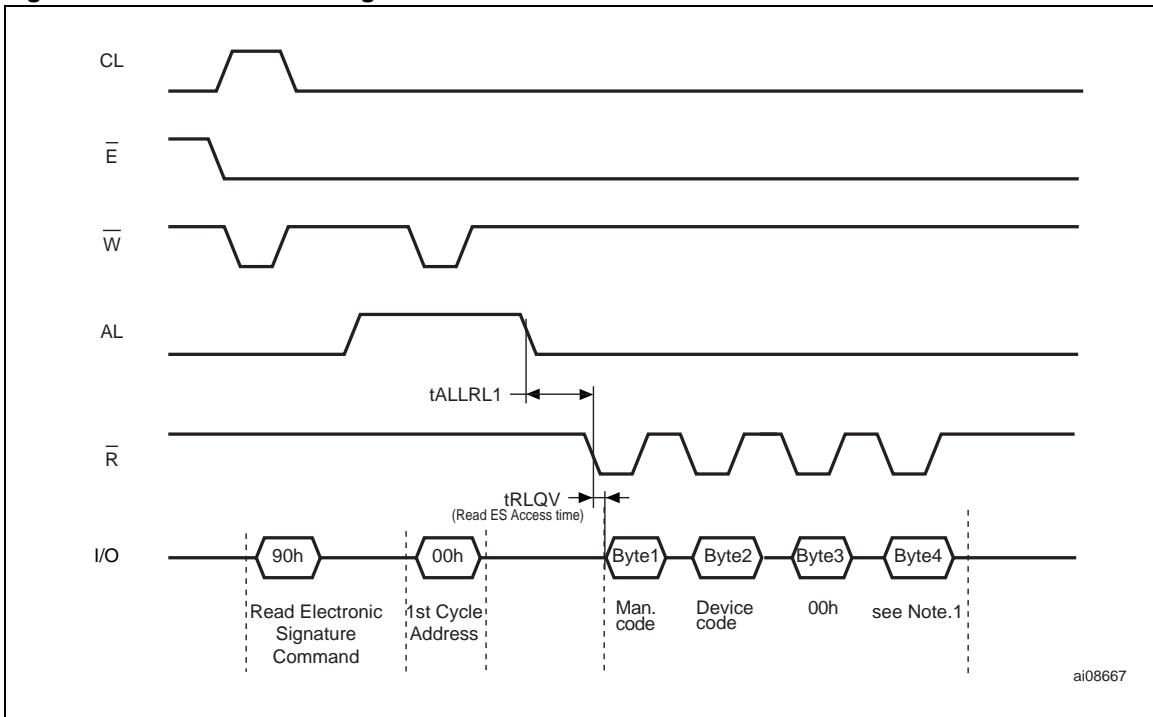 CL
E
W
AL
tALLRL1
R
tRLQV
(Read ES Access time)
I/O
90h
00h
Byte1
Byte2
Byte3
Byte4
Read Electronic
Signature
Command
1st Cycle
Address
Man.
code
Device
code
00h
see Note.1
ai08667